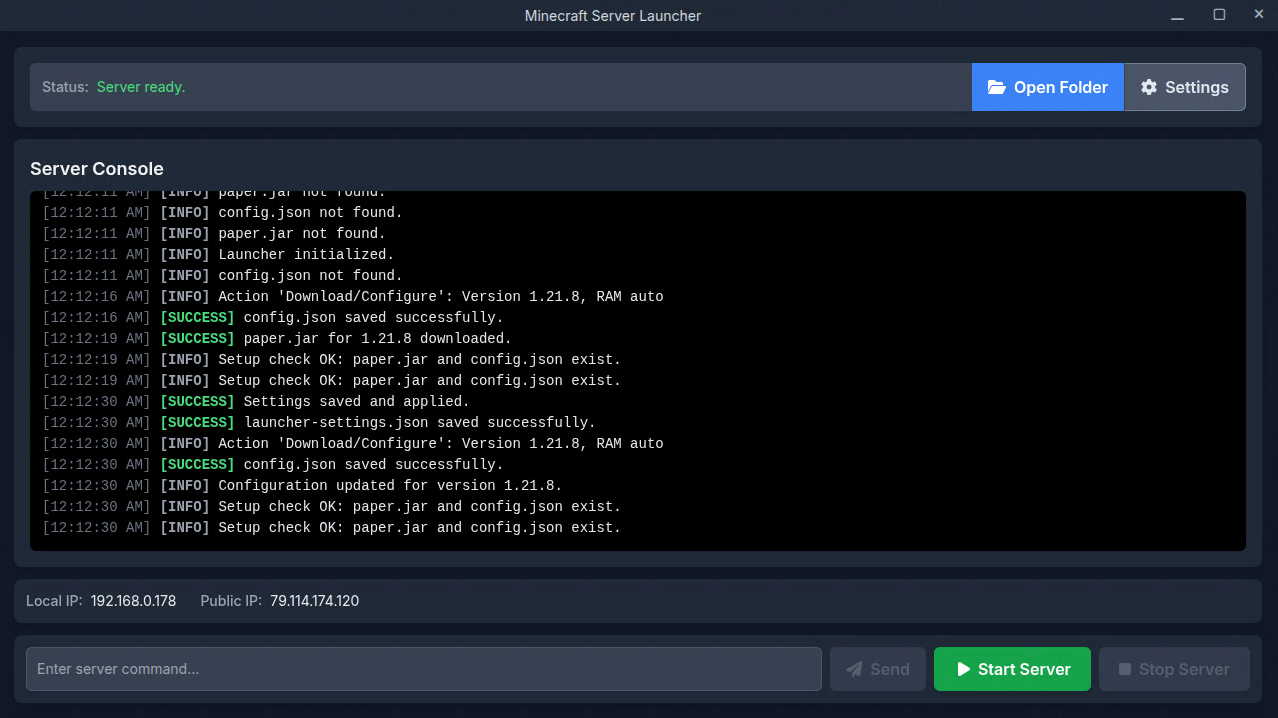 Minecraft Server Launcher
Status: Server ready.
Open Folder
Settings
Server Console
[12:12:11 AM] [INFO] paper.jar not found.
[12:12:11 AM] [INFO] config.json not found.
[12:12:11 AM] [INFO] paper.jar not found.
[12:12:11 AM] [INFO] Launcher initialized.
[12:12:11 AM] [INFO] config.json not found.
[12:12:16 AM] [INFO] Action 'Download/Configure': Version 1.21.8, RAM auto
[12:12:16 AM] [SUCCESS] config.json saved successfully.
[12:12:19 AM] [SUCCESS] paper.jar for 1.21.8 downloaded.
[12:12:19 AM] [INFO] Setup check OK: paper.jar and config.json exist.
[12:12:19 AM] [INFO] Setup check OK: paper.jar and config.json exist.
[12:12:30 AM] [SUCCESS] Settings saved and applied.
[12:12:30 AM] [SUCCESS] launcher-settings.json saved successfully.
[12:12:30 AM] [INFO] Action 'Download/Configure': Version 1.21.8, RAM auto
[12:12:30 AM] [SUCCESS] config.json saved successfully.
[12:12:30 AM] [INFO] Configuration updated for version 1.21.8.
[12:12:30 AM] [INFO] Setup check OK: paper.jar and config.json exist.
[12:12:30 AM] [INFO] Setup check OK: paper.jar and config.json exist.
Local IP: 192.168.0.178 Public IP: 79.114.174.120
Enter server command...
Send
Start Server
Stop Server